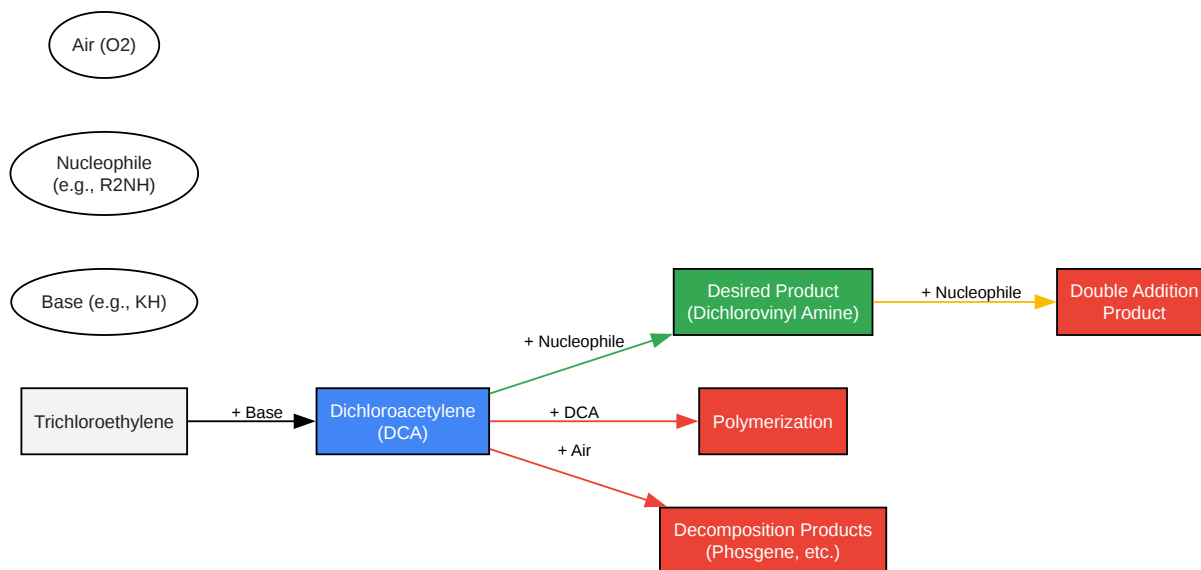 Air (O2)
Nucleophile
(e.g., R2NH)
Base (e.g., KH)
Desired Product
(Dichlorovinyl Amine)
+ Nucleophile
Double Addition
Product
+ Nucleophile
Trichloroethylene
+ Base
Dichloroacetylene
(DCA)
+ DCA
Polymerization
+ Air
Decomposition Products
(Phosgene, etc.)